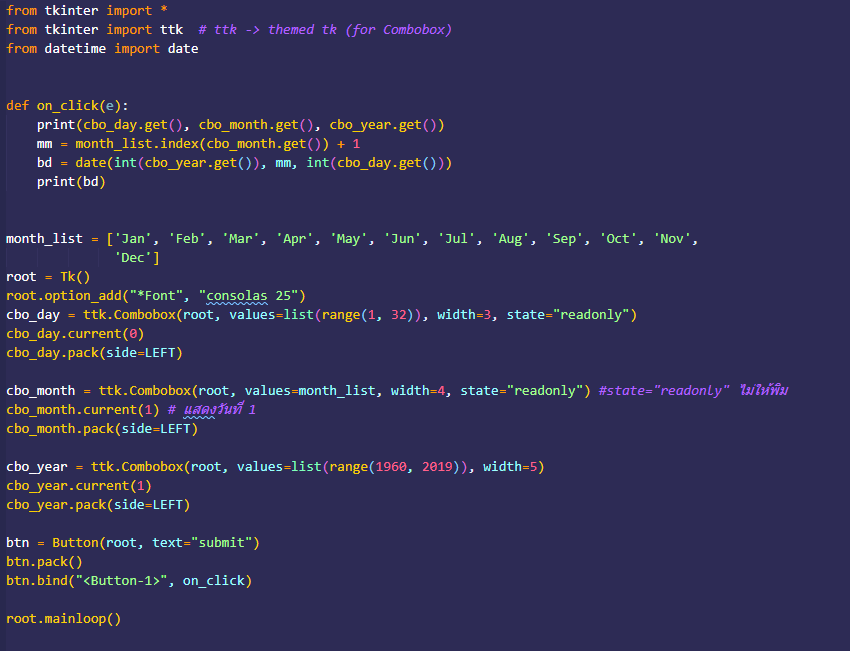 from tkinter import *
from tkinter import ttk  # ttk -> themed tk (for Combobox)
from datetime import date
def on_click(e):
    print(cbo_day.get(), cbo_month.get(), cbo_year.get())
    mm = month_list.index(cbo_month.get()) + 1
    bd = date(int(cbo_year.get()), mm, int(cbo_day.get()))
    print(bd)
month_list = ['Jan', 'Feb', 'Mar', 'Apr', 'May', 'Jun', 'Jul', 'Aug', 'Sep', 'Oct', 'Nov',
              'Dec']
root = Tk()
root.option_add("*Font", "consolas 25")
cbo_day = ttk.Combobox(root, values=list(range(1, 32)), width=3, state="readonly")
cbo_day.current(0)
cbo_day.pack(side=LEFT)
cbo_month = ttk.Combobox(root, values=month_list, width=4, state="readonly") #state="readonly" ไม่ให้พิม
cbo_month.current(1) # แสดงวันที่ 1
cbo_month.pack(side=LEFT)
cbo_year = ttk.Combobox(root, values=list(range(1960, 2019)), width=5)
cbo_year.current(1)
cbo_year.pack(side=LEFT)
btn = Button(root, text="submit")
btn.pack()
btn.bind("<Button-1>", on_click)
root.mainloop()